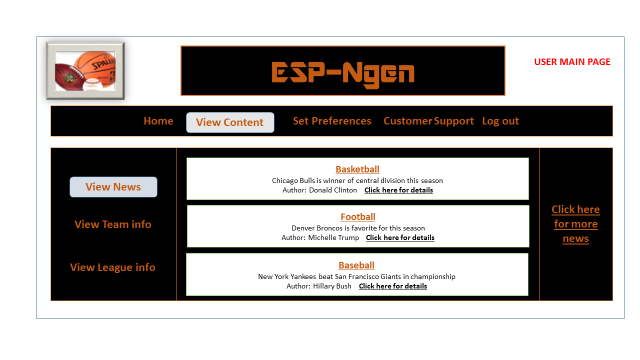 SPALDING
ESP-Ngen
USER MAIN PAGE
Home View Content Set Preferences Customer Support Log out
View News
View Team info
View League info
Basketball
Chicago Bulls is winner of central division this season
Author: Donald Clinton Click here for details
Football
Denver Broncos is favorite for this season
Author: Michelle Trump Click here for details
Baseball
New York Yankees beat San Francisco Giants in championship
Author: Hillary Bush Click here for details
Click here
for more
news